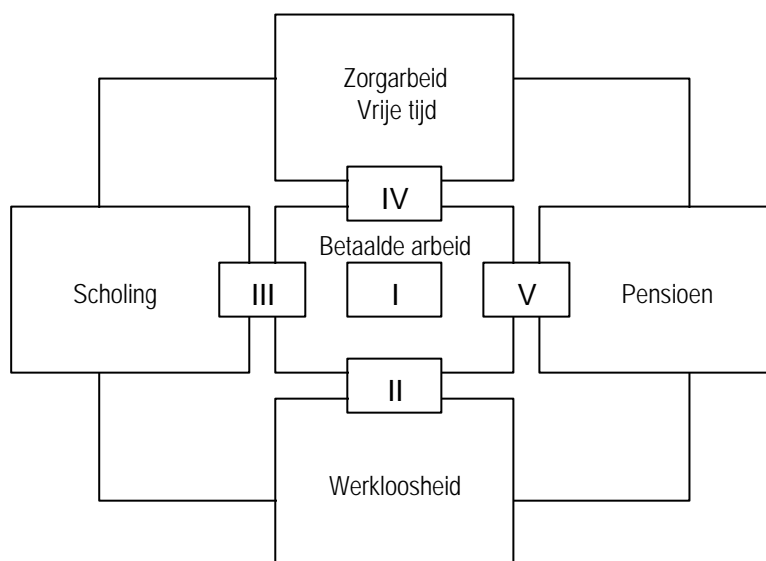 Zorgarbeid
Vrije tijd
IV
Betaalde arbeid
Scholing
III
I
V
Pensioen
II
Werkloosheid